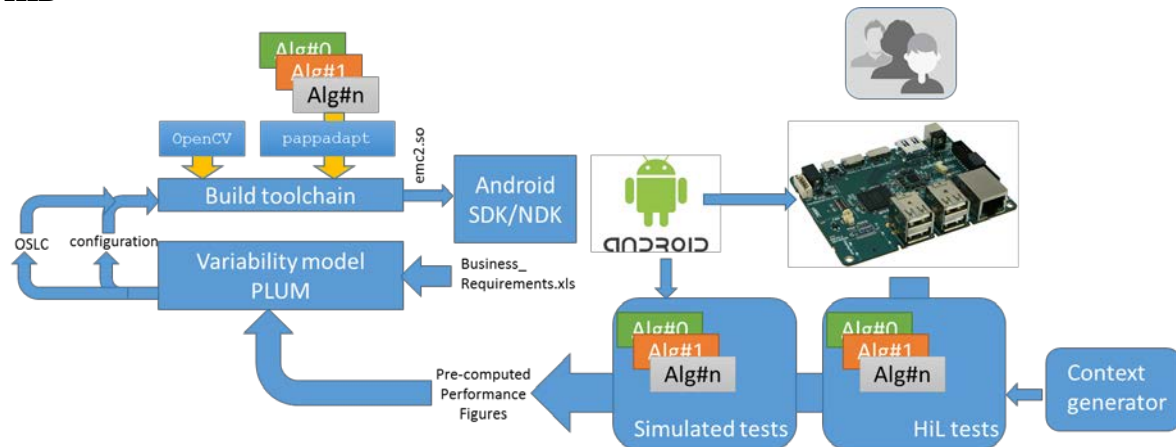 Alg#0
Alg#1
Alg#n
OpenCV
pappadapt
emc2.so
Build toolchain
Android
SDK/NDK
OSLC
configuration
Variability model
PLUM
Business_
Requirements.xls
ANDROID
Alg#0
Alg#1
Alg#n
Simulated tests
Alg#0
Alg#1
Alg#n
HiL tests
Context
generator
Pre-computed
Performance
Figures